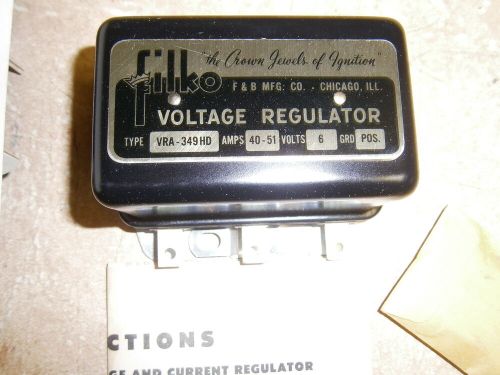 filko "the Crown Jewels of Ignition"
F & B MFG. CO. - CHICAGO, ILL.
VOLTAGE REGULATOR
TYPE VRA-349HD AMPS 40-51 VOLTS 6 GRD POS.
CTIONS
GE AND CURRENT REGULATOR